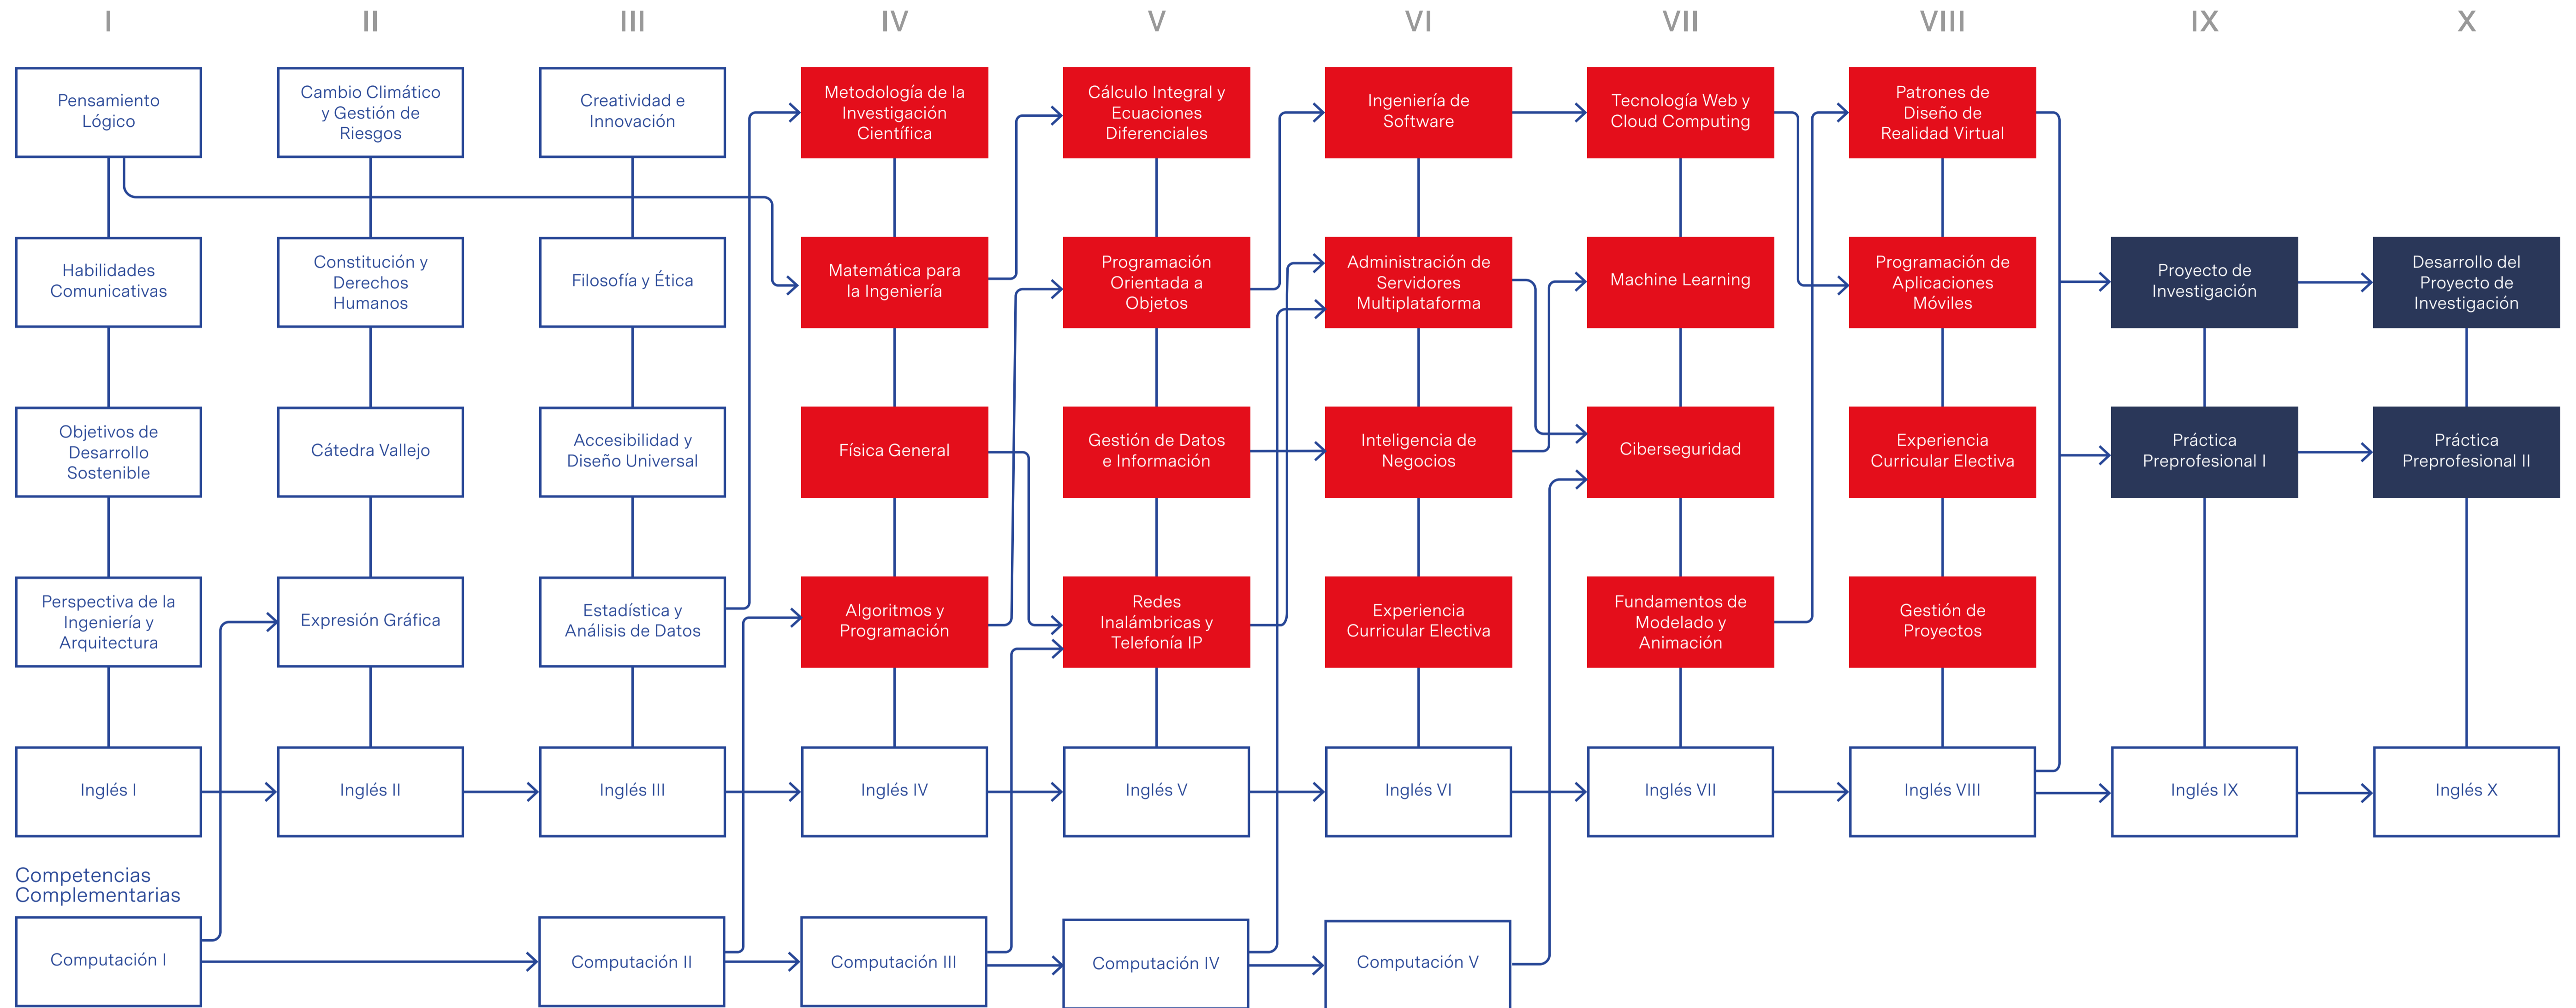 I
II
III
IV
V
VI
VII
VIII
IX
X
Pensamiento
Lógico
Cambio Climático
y Gestión de
Riesgos
Creatividad e
Innovación
Metodología de la
Investigación
Científica
Cálculo Integral y
Ecuaciones
Diferenciales
Ingeniería de
Software
Tecnología Web y
Cloud Computing
Patrones de
Diseño de
Realidad Virtual
Habilidades
Comunicativas
Constitución y
Derechos
Humanos
Filosofía y Ética
Matemática para
la Ingeniería
Programación
Orientada a
Objetos
Administración de
Servidores
Multiplataforma
Machine Learning
Programación de
Aplicaciones
Móviles
Proyecto de
Investigación
Desarrollo del
Proyecto de
Investigación
Objetivos de
Desarrollo
Sostenible
Cátedra Vallejo
Accesibilidad y
Diseño Universal
Física General
Gestión de Datos
e Información
Inteligencia de
Negocios
Ciberseguridad
Experiencia
Curricular Electiva
Práctica
Preprofesional I
Práctica
Preprofesional II
Perspectiva de la
Ingeniería y
Arquitectura
Expresión Gráfica
Estadística y
Análisis de Datos
Algoritmos y
Programación
Redes
Inalámbricas y
Telefonía IP
Experiencia
Curricular Electiva
Fundamentos de
Modelado y
Animación
Gestión de
Proyectos
Inglés I
Inglés II
Inglés III
Inglés IV
Inglés V
Inglés VI
Inglés VII
Inglés VIII
Inglés IX
Inglés X
Competencias
Complementarias
Computación I
Computación II
Computación III
Computación IV
Computación V